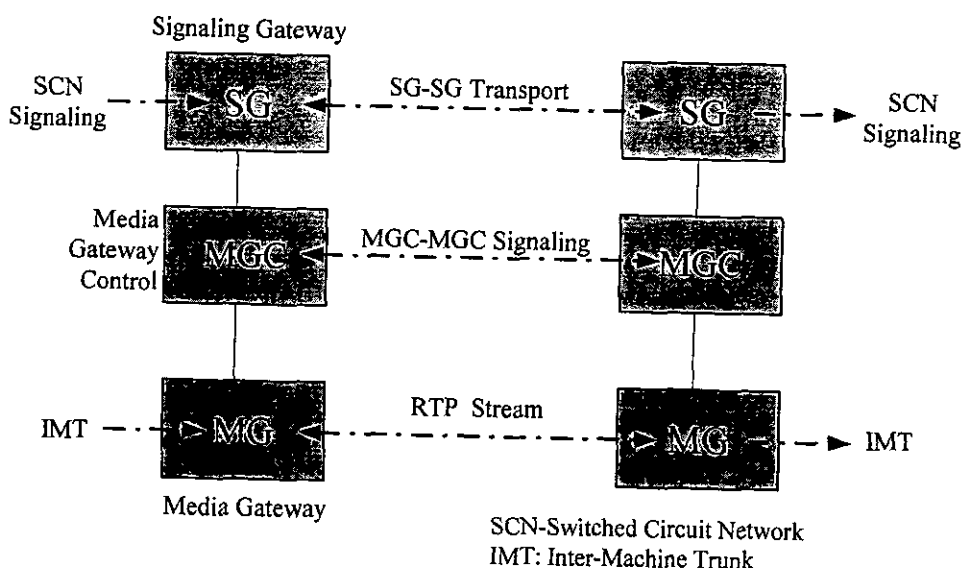 Signaling Gateway
SCN
Signaling
SG
SG-SG Transport
SG
SCN
Signaling
Media
Gateway
Control
MGC
MGC-MGC Signaling
MGC
IMT
MG
RTP Stream
MG
IMT
Media Gateway
SCN-Switched Circuit Network
IMT: Inter-Machine Trunk